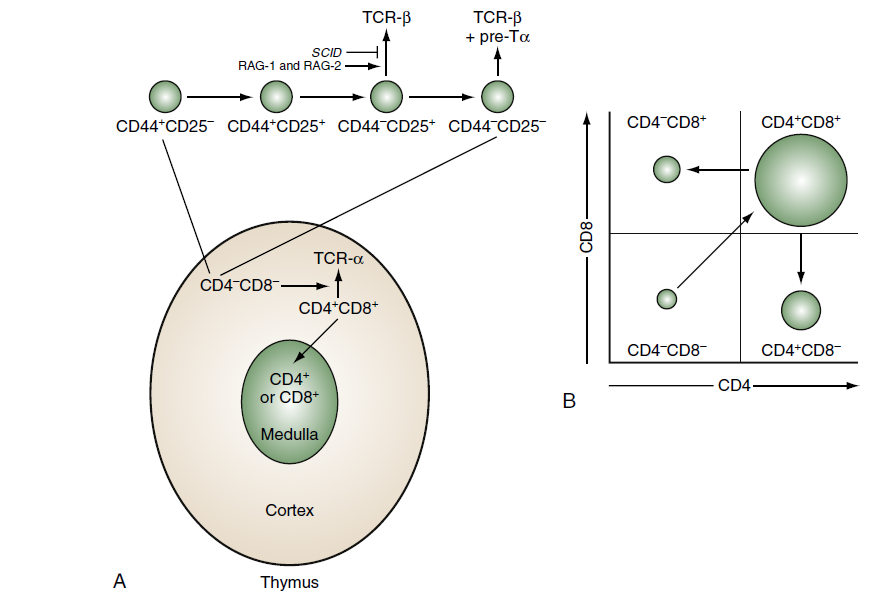 TCR-β
TCR-β
+ pre-Tα
SCID
RAG-1 and RAG-2
CD44⁺CD25⁻ CD44⁺CD25⁺ CD44⁻CD25⁺ CD44⁻CD25⁻
TCR-α
CD4⁻CD8⁻
CD4⁺CD8⁺
CD4⁺
or CD8⁺
Medulla
Cortex
A
Thymus
CD4⁻CD8⁺ CD4⁺CD8⁺
CD8
CD4⁻CD8⁻ CD4⁺CD8⁻
CD4
B